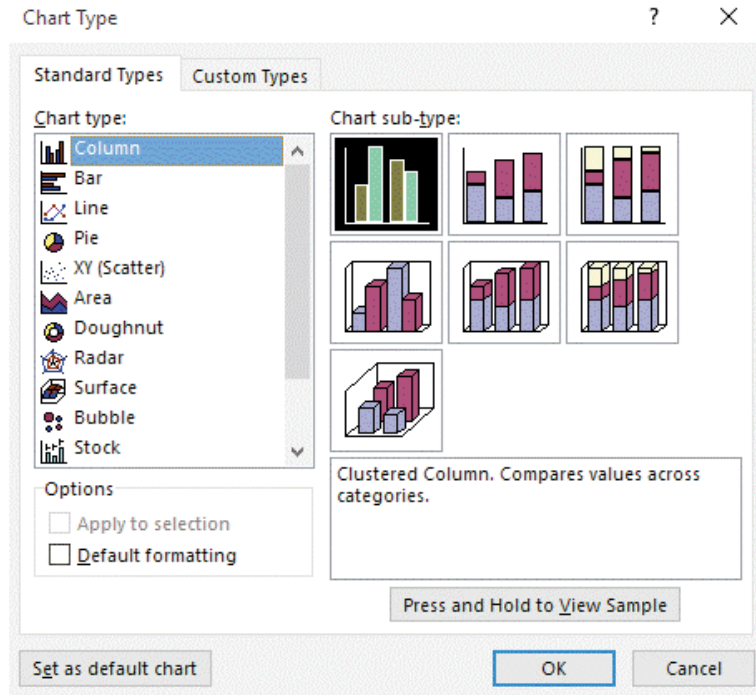 Chart Type
?
Standard Types
Custom Types
Chart type:
Column
Bar
Line
Pie
XY (Scatter)
Area
Doughnut
Radar
Surface
Bubble
Stock
Options
Apply to selection
Default formatting
Chart sub-type:
Clustered Column. Compares values across
categories.
Press and Hold to View Sample
Set as default chart
OK
Cancel